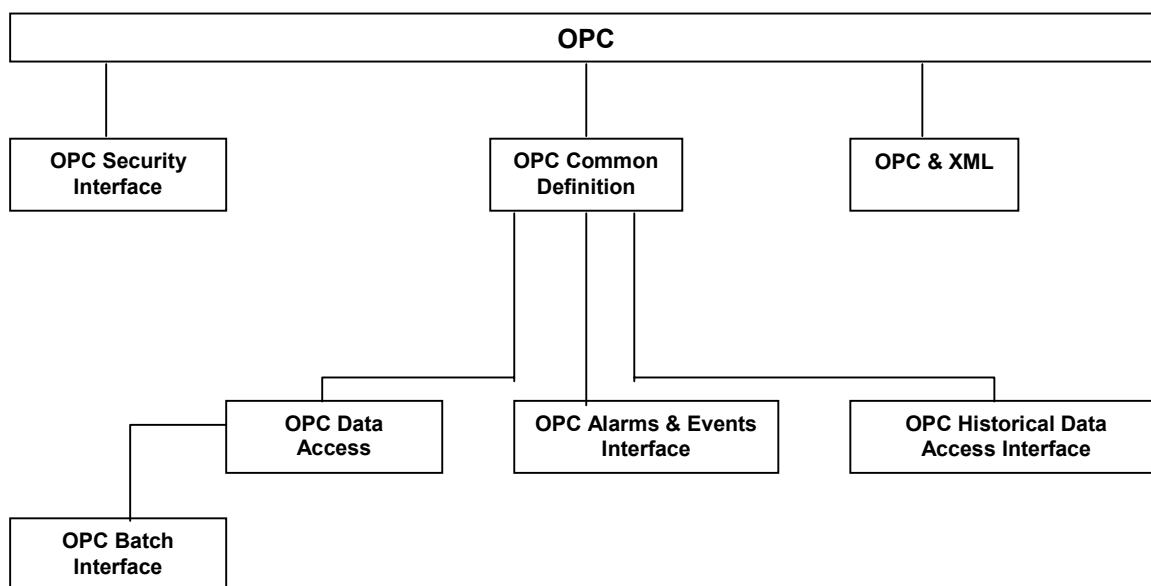 OPC
OPC Security
Interface
OPC Common
Definition
OPC & XML
OPC Data
Access
OPC Alarms & Events
Interface
OPC Historical Data
Access Interface
OPC Batch
Interface